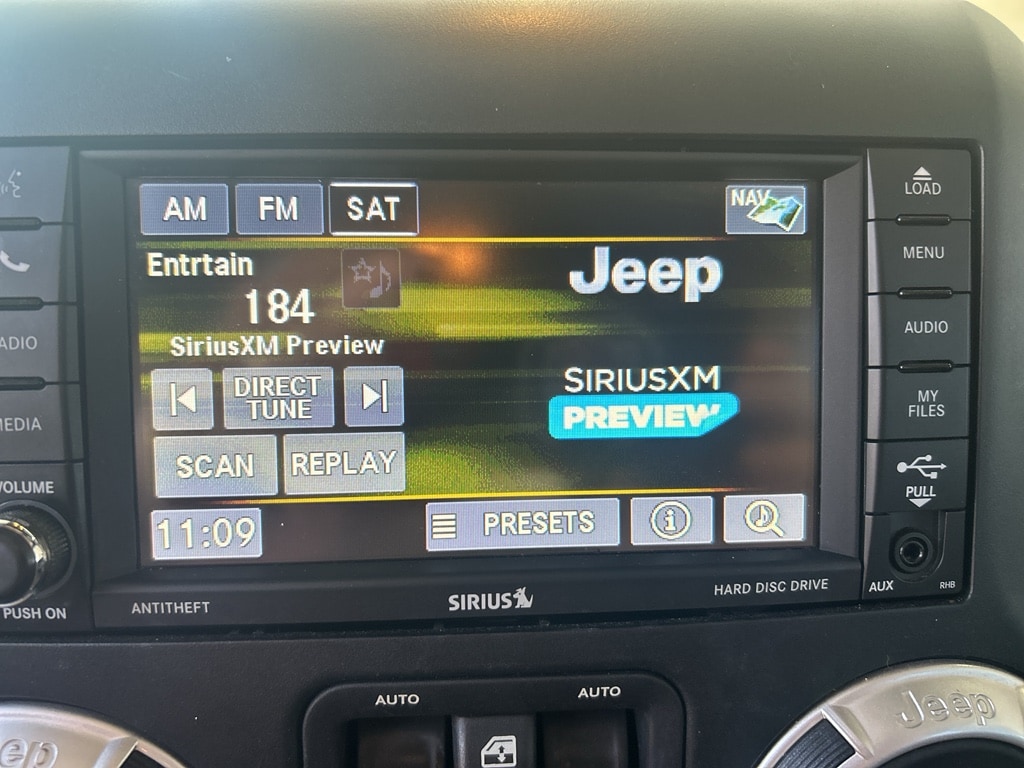 AM FM SAT NAV
Entrtain
184
SiriusXM Preview
DIRECT
TUNE
SCAN REPLAY
Jeep
SIRIUSXM
PREVIEW
11:09 PRESETS i
ADIO
MEDIA
VOLUME
PUSH ON
LOAD
MENU
AUDIO
MY
FILES
PULL
AUX RHB
ANTITHEFT SIRIUS HARD DISC DRIVE
AUTO AUTO
eep Jeep